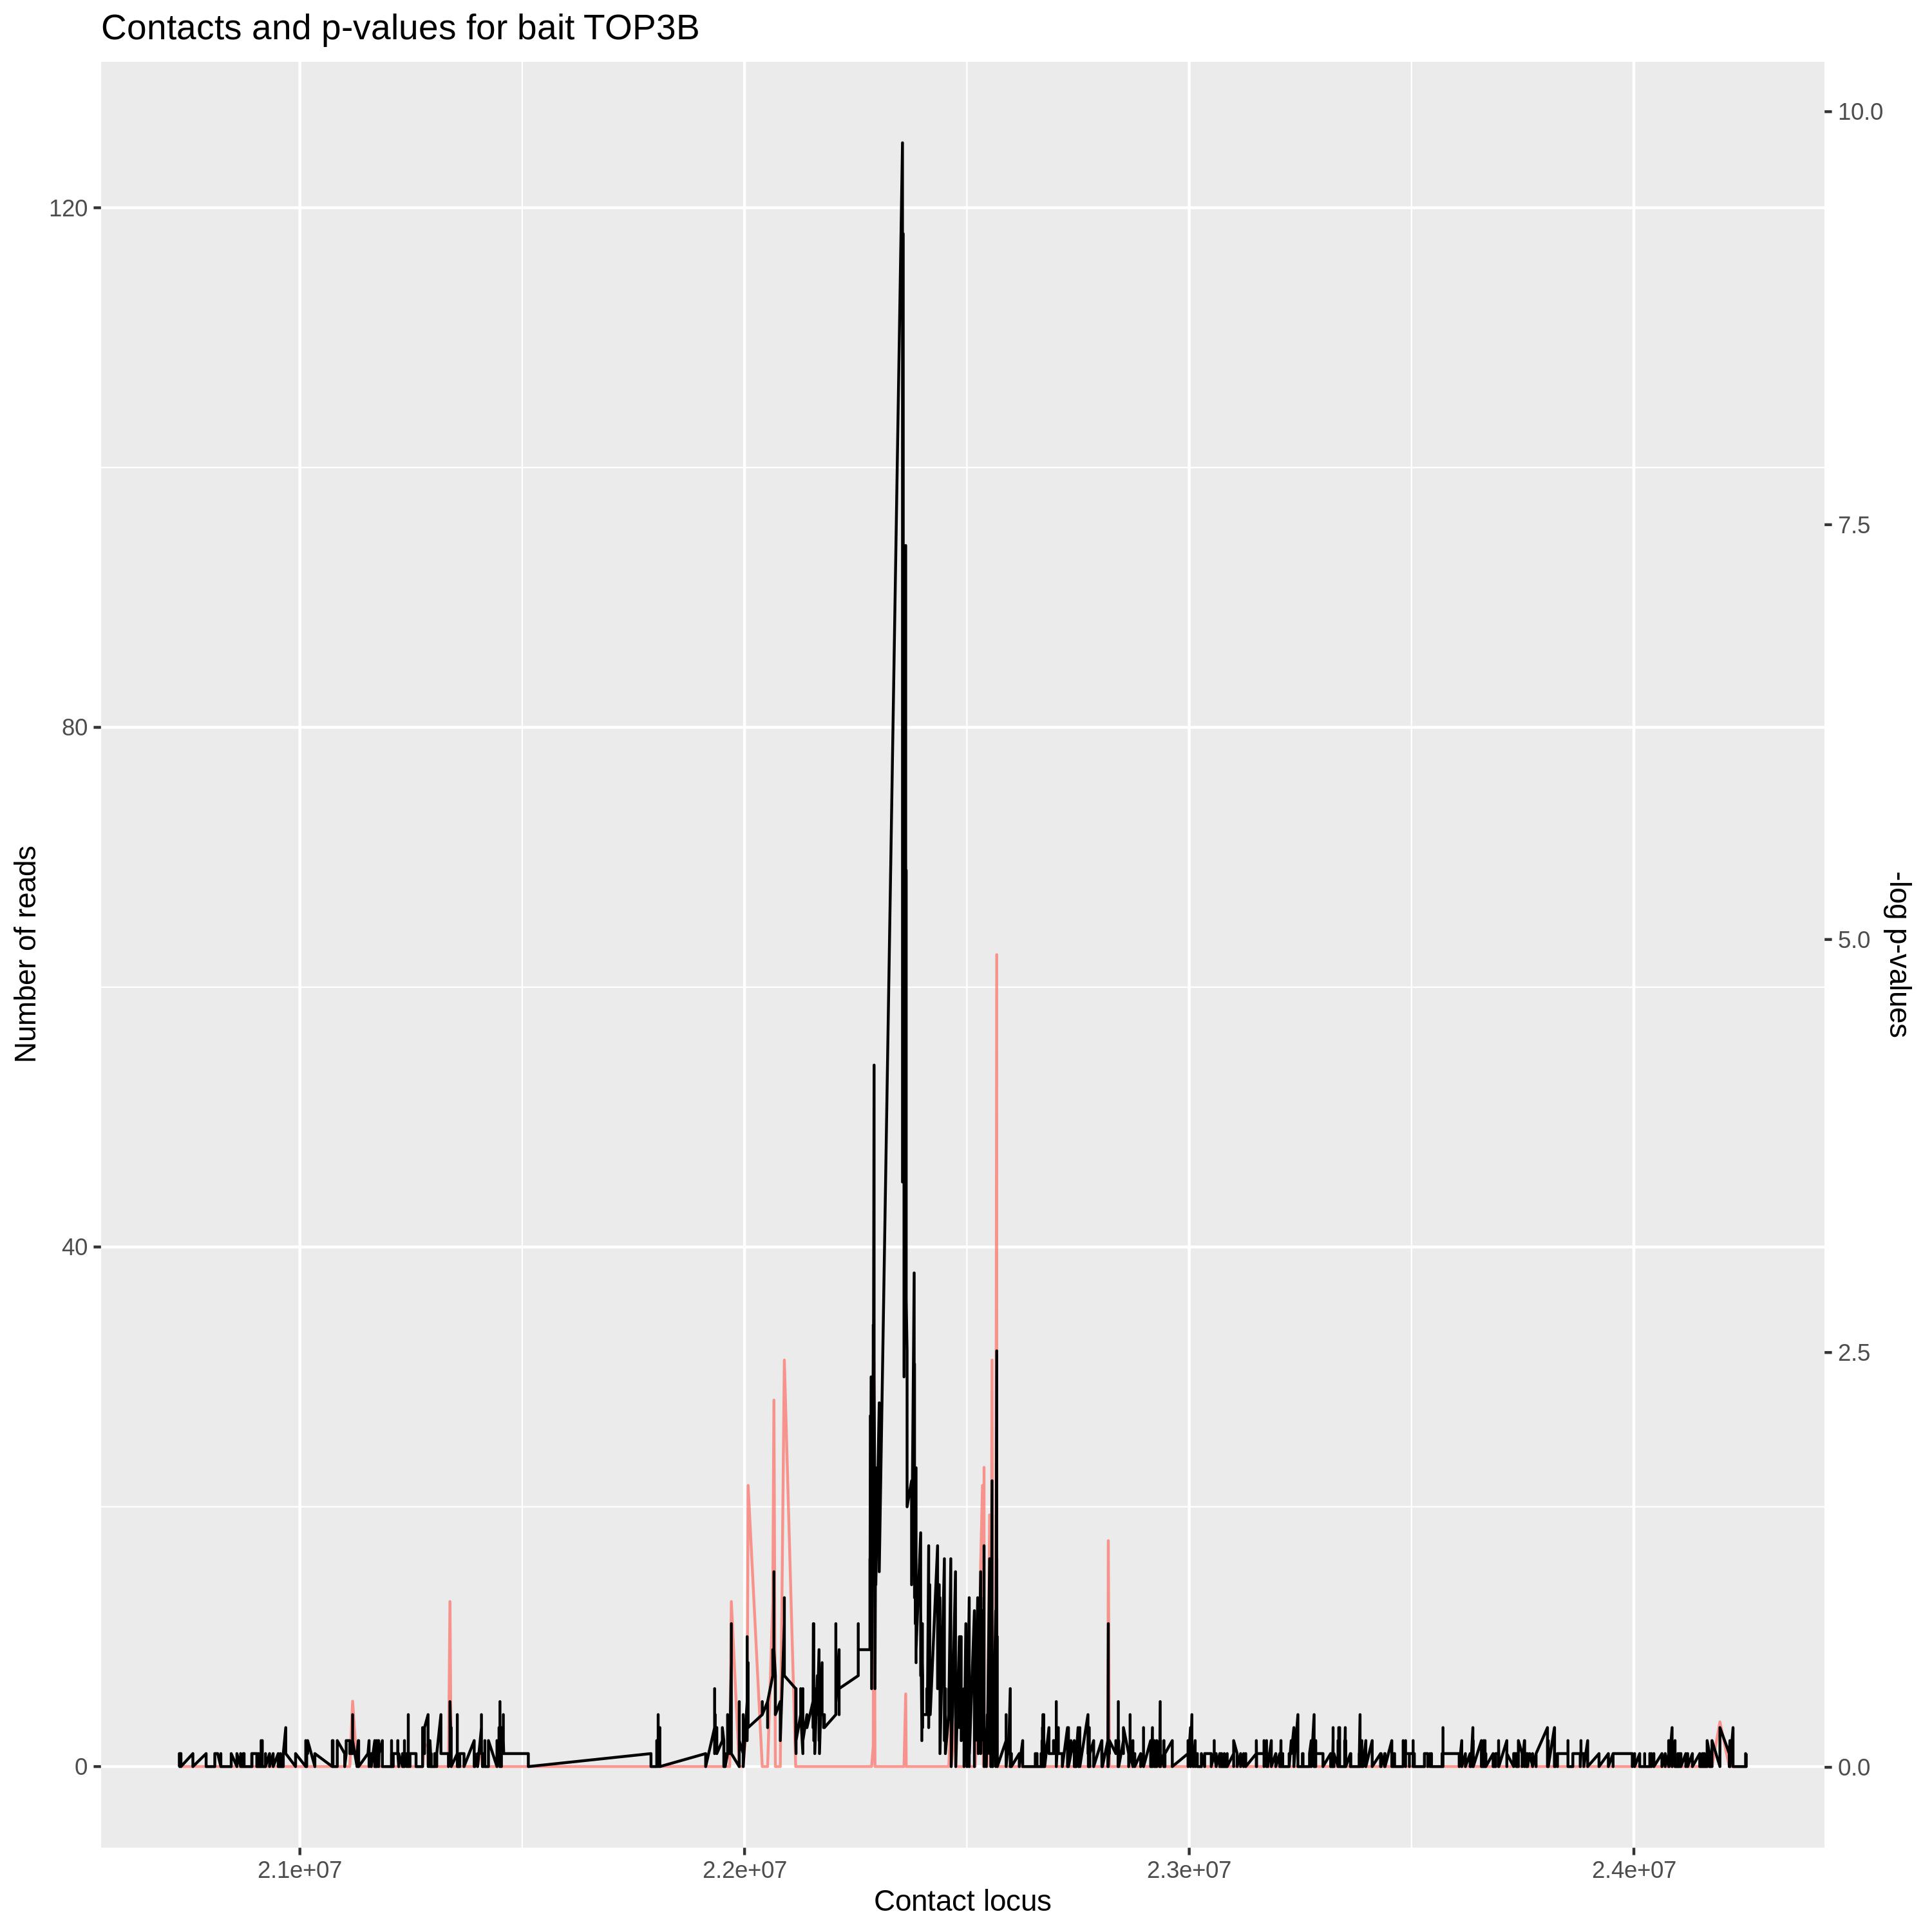 Contacts and p-values for bait TOP3B
120
80
40
0
Number of reads
10.0
7.5
5.0
2.5
0.0
-log p-values
2.1e+07
2.2e+07
2.3e+07
2.4e+07
Contact locus